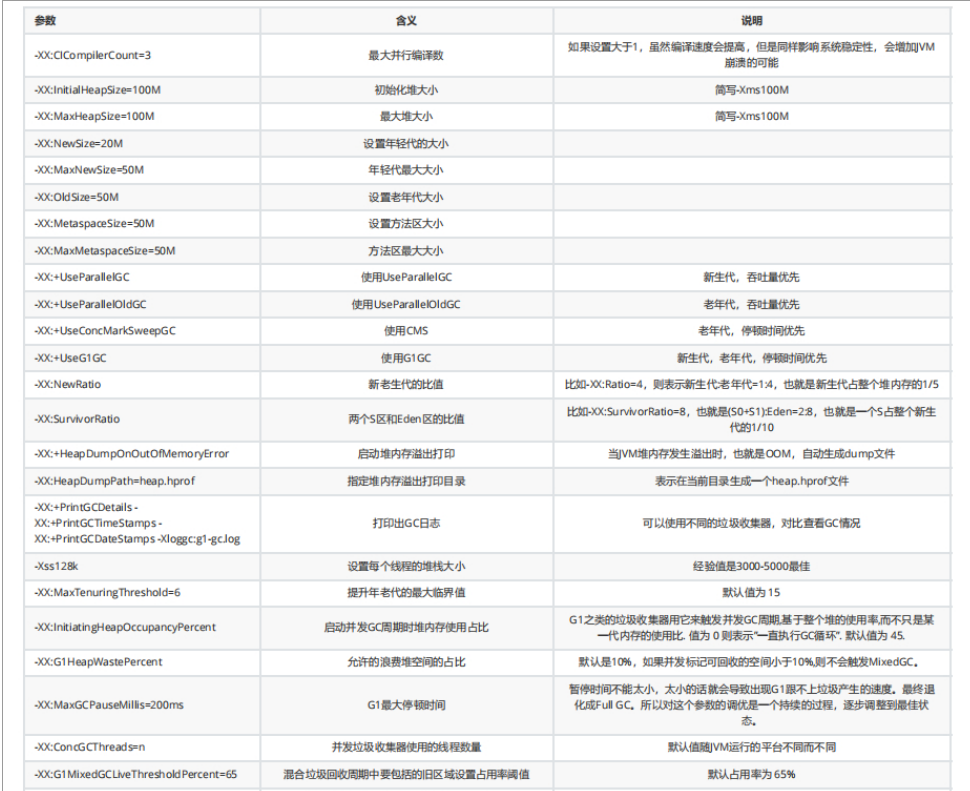 参数 含义 说明
-XX:CICompilerCount=3 最大并行编译数 如果设置大于1，虽然编译速度会提高，但是同样影响系统稳定性，会增加JVM
崩溃的可能
-XX:InitialHeapSize=100M 初始化堆大小 简写-Xms100M
-XX:MaxHeapSize=100M 最大堆大小 简写-Xms100M
-XX:NewSize=20M 设置年轻代的大小
-XX:MaxNewSize=50M 年轻代最大大小
-XX:OldSize=50M 设置老年代大小
-XX:MetaspaceSize=50M 设置方法区大小
-XX:MaxMetaspaceSize=50M 方法区最大大小
-XX:+UseParallelGC 使用UseParallelGC 新生代，吞吐量优先
-XX:+UseParallelOldGC 使用UseParallelOldGC 老年代，吞吐量优先
-XX:+UseConcMarkSweepGC 使用CMS 老年代，停顿时间优先
-XX:+UseG1GC 使用G1GC 新生代，老年代，停顿时间优先
-XX:NewRatio 新老生代的比值 比如-XX:Ratio=4，则表示新生代:老年代=1:4，也就是新生代占整个堆内存的1/5
-XX:SurvivorRatio 两个S区和Eden区的比值 比如-XX:SurvivorRatio=8，也就是(S0+S1):Eden=2:8，也就是一个S占整个新生
代的1/10
-XX:+HeapDumpOnOutOfMemoryError 启动堆内存溢出打印 当JVM堆内存发生溢出时，也就是OOM，自动生成dump文件
-XX:HeapDumpPath=heap.hprof 指定堆内存溢出打印目录 表示在当前目录生成一个heap.hprof文件
-XX:+PrintGCDetails -
XX:+PrintGCTimeStamps -
XX:+PrintGCDateStamps -Xloggc:g1-gc.log 打印出GC日志 可以使用不同的垃圾收集器，对比查看GC情况
-Xss128k 设置每个线程的堆栈大小 经验值是3000-5000最佳
-XX:MaxTenuringThreshold=6 提升年老代的最大临界值 默认值为 15
-XX:InitiatingHeapOccupancyPercent 启动并发GC周期时堆内存使用占比 G1之类的垃圾收集器用它来触发并发GC周期,基于整个堆的使用率,而不只是某
一代内存的使用比. 值为 0 则表示"一直执行GC循环". 默认值为 45.
-XX:G1HeapWastePercent 允许的浪费堆空间的占比 默认是10%，如果并发标记可回收的空间小于10%,则不会触发MixedGC。
-XX:MaxGCPauseMillis=200ms G1最大停顿时间 暂停时间不能太小，太小的话就会导致出现G1跟不上垃圾产生的速度。最终退
化成Full GC。所以对这个参数的调优是一个持续的过程，逐步调整到最佳状
态。
-XX:ConcGCThreads=n 并发垃圾收集器使用的线程数量 默认值随JVM运行的平台不同而不同
-XX:G1MixedGCLiveThresholdPercent=65 混合垃圾回收周期中要包括的旧区域设置占用率阈值 默认占用率为 65%